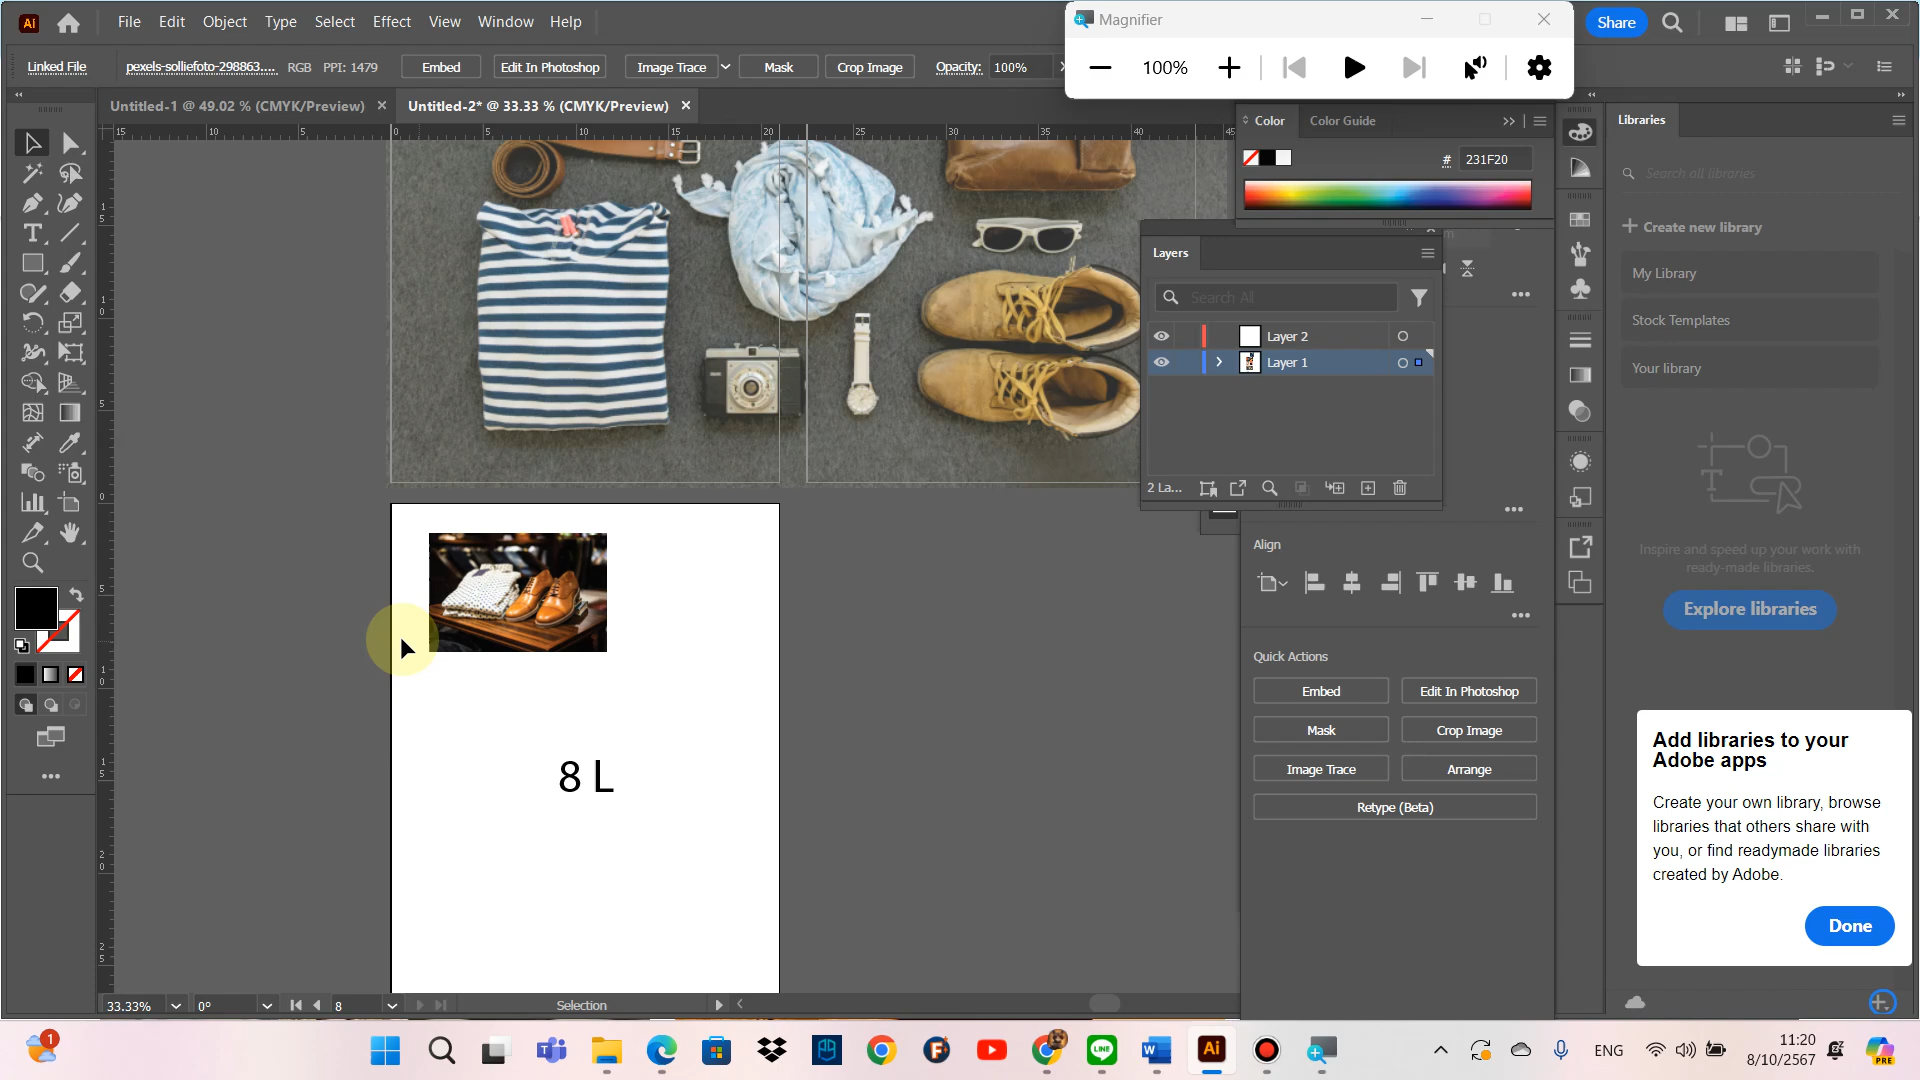 File Edit Object Type Select Effect View Window Help
Magnifier
Share
100%
Linked File pexels-solliefoto-298863.... RGB PPI: 1479 Embed Edit In Photoshop Image Trace Mask Crop Image Opacity: 100%
Untitled-1 @ 49.02 % (CMYK/Preview) Untitled-2* @ 33.33 % (CMYK/Preview)
Color Color Guide
# 231F20
Libraries
Search all libraries
Create new library
My Library
Stock Templates
Your library
Inspire and speed up your work with
ready-made libraries.
Explore libraries
Layers
Search All
Layer 2
Layer 1
2 La...
Align
Quick Actions
Embed Edit In Photoshop
Mask Crop Image
Image Trace Arrange
Retype (Beta)
8 L
Add libraries to your
Adobe apps
Create your own library, browse
libraries that others share with
you, or find readymade libraries
created by Adobe.
Done
33.33% 0° 8 Selection
1
ENG
11:20
8/10/2567
PRE